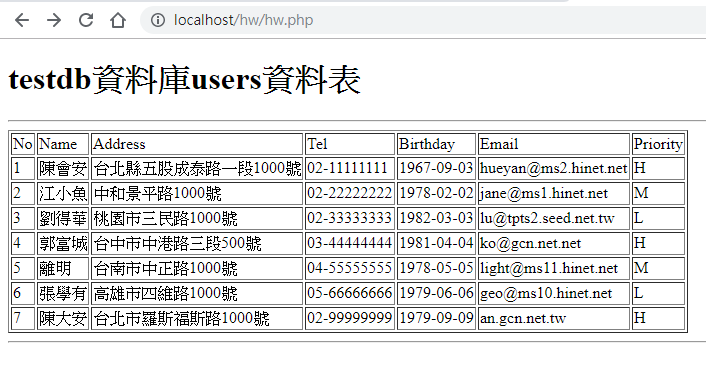 localhost/hw/hw.php
testdb資料庫users資料表
No Name Address Tel Birthday Email Priority
1 陳會安 台北縣五股成泰路一段1000號 02-11111111 1967-09-03 hueyan@ms2.hinet.net H
2 江小魚 中和景平路1000號 02-22222222 1978-02-02 jane@ms1.hinet.net M
3 劉得華 桃園市三民路1000號 02-33333333 1982-03-03 lu@tpts2.seed.net.tw L
4 郭富城 台中市中港路三段500號 03-44444444 1981-04-04 ko@gcn.net.net H
5 離明 台南市中正路1000號 04-55555555 1978-05-05 light@ms11.hinet.net M
6 張學有 高雄市四維路1000號 05-66666666 1979-06-06 geo@ms10.hinet.net L
7 陳大安 台北市羅斯福斯路1000號 02-99999999 1979-09-09 an.gcn.net.tw H